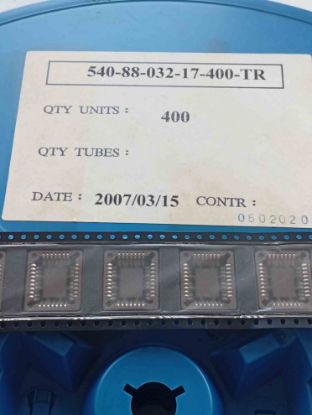 540-88-032-17-400-TR
QTY UNITS : 400
QTY TUBES :
DATE : 2007/03/15 CONTR :
0502020